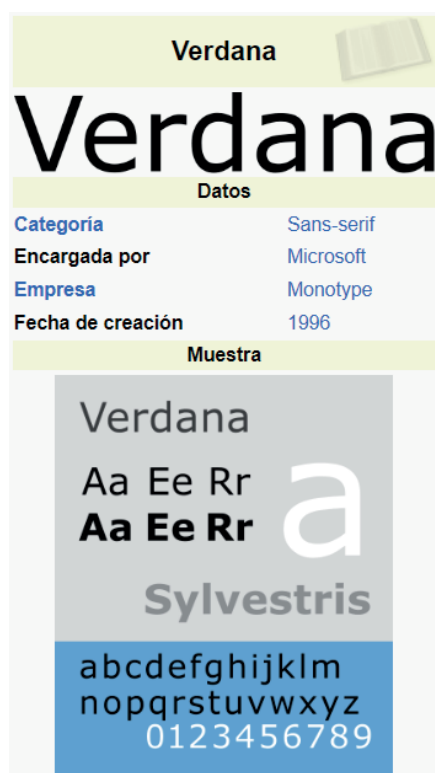 Verdana
Verdana
Datos
Categoría Sans-serif
Encargada por Microsoft
Empresa Monotype
Fecha de creación 1996
Muestra
Verdana
Aa Ee Rr
Aa Ee Rr
a
Sylvestris
abcdefghijklm
nopqrstuvwxyz
0123456789